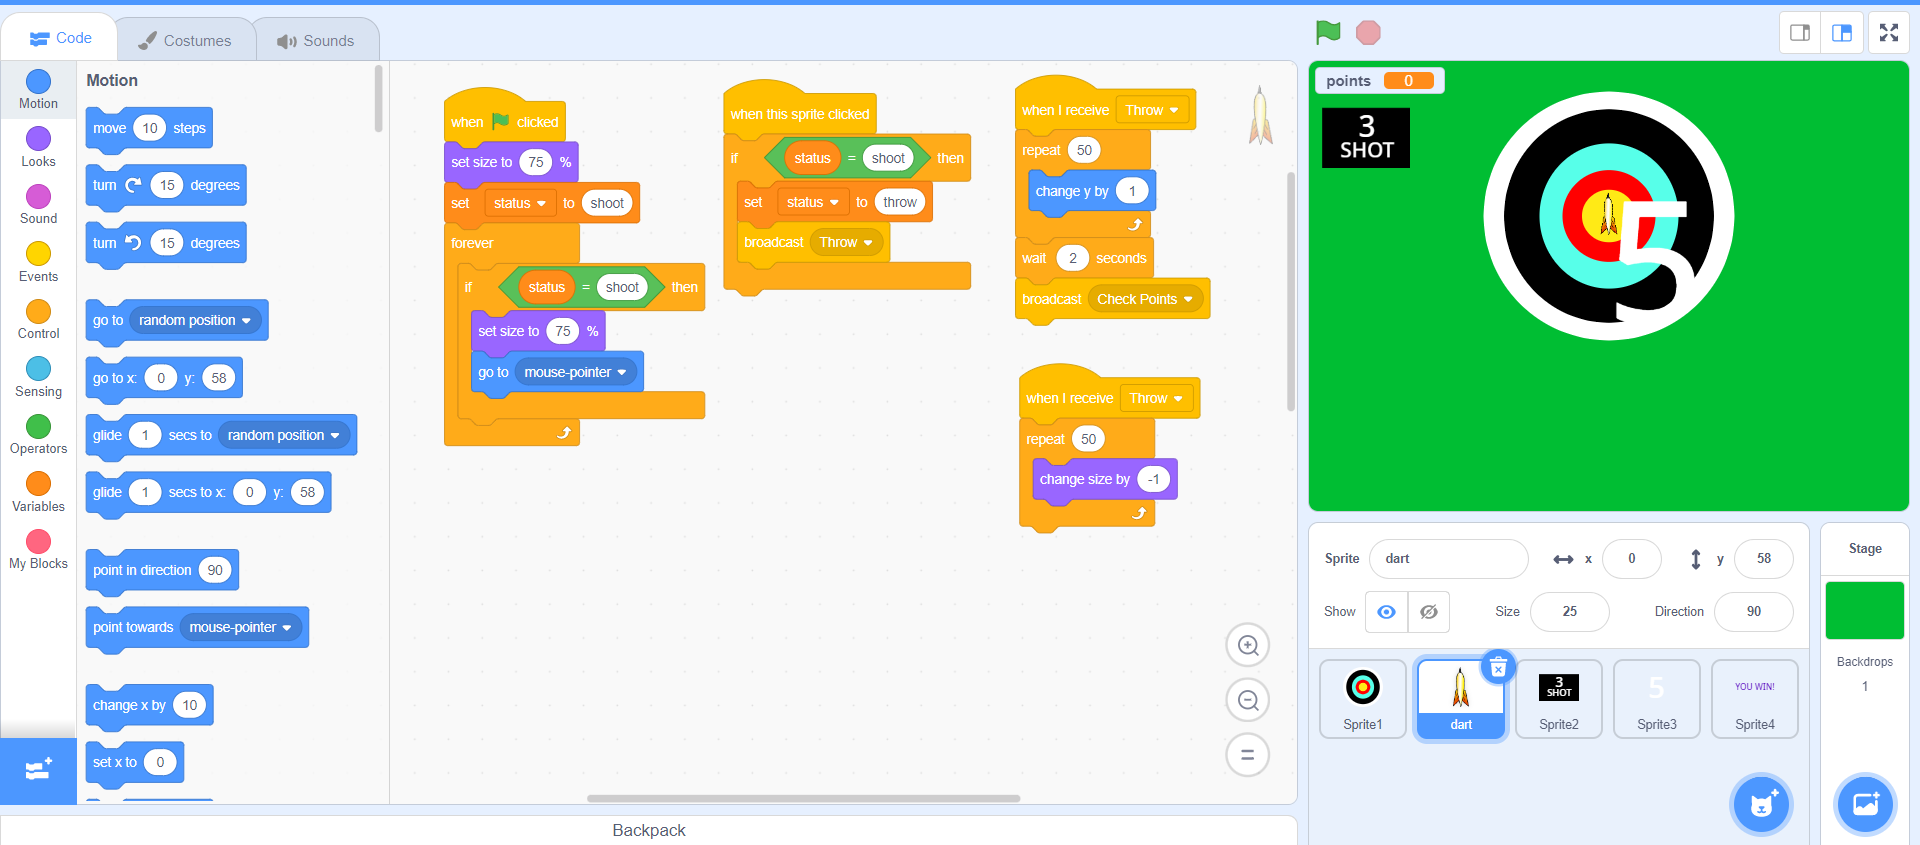 Code
Costumes
Sounds
Motion
Looks
Sound
Events
Control
Sensing
Operators
Variables
My Blocks
Motion
move 10 steps
turn 15 degrees
turn 15 degrees
go to random position
go to x: 0 y: 58
glide 1 secs to random position
glide 1 secs to x: 0 y: 58
point in direction 90
point towards mouse-pointer
change x by 10
set x to 0
when clicked
set size to 75 %
set status to shoot
forever
if status = shoot then
set size to 75 %
go to mouse-pointer
when this sprite clicked
if status = shoot then
set status to throw
broadcast Throw
when I receive Throw
repeat 50
change y by 1
wait 2 seconds
broadcast Check Points
when I receive Throw
repeat 50
change size by -1
Backpack
points 0
3
SHOT
5
Sprite dart x 0 y 58
Show Size 25 Direction 90
Sprite1
dart
3
SHOT
Sprite2
5
Sprite3
YOU WIN!
Sprite4
Stage
Backdrops
1